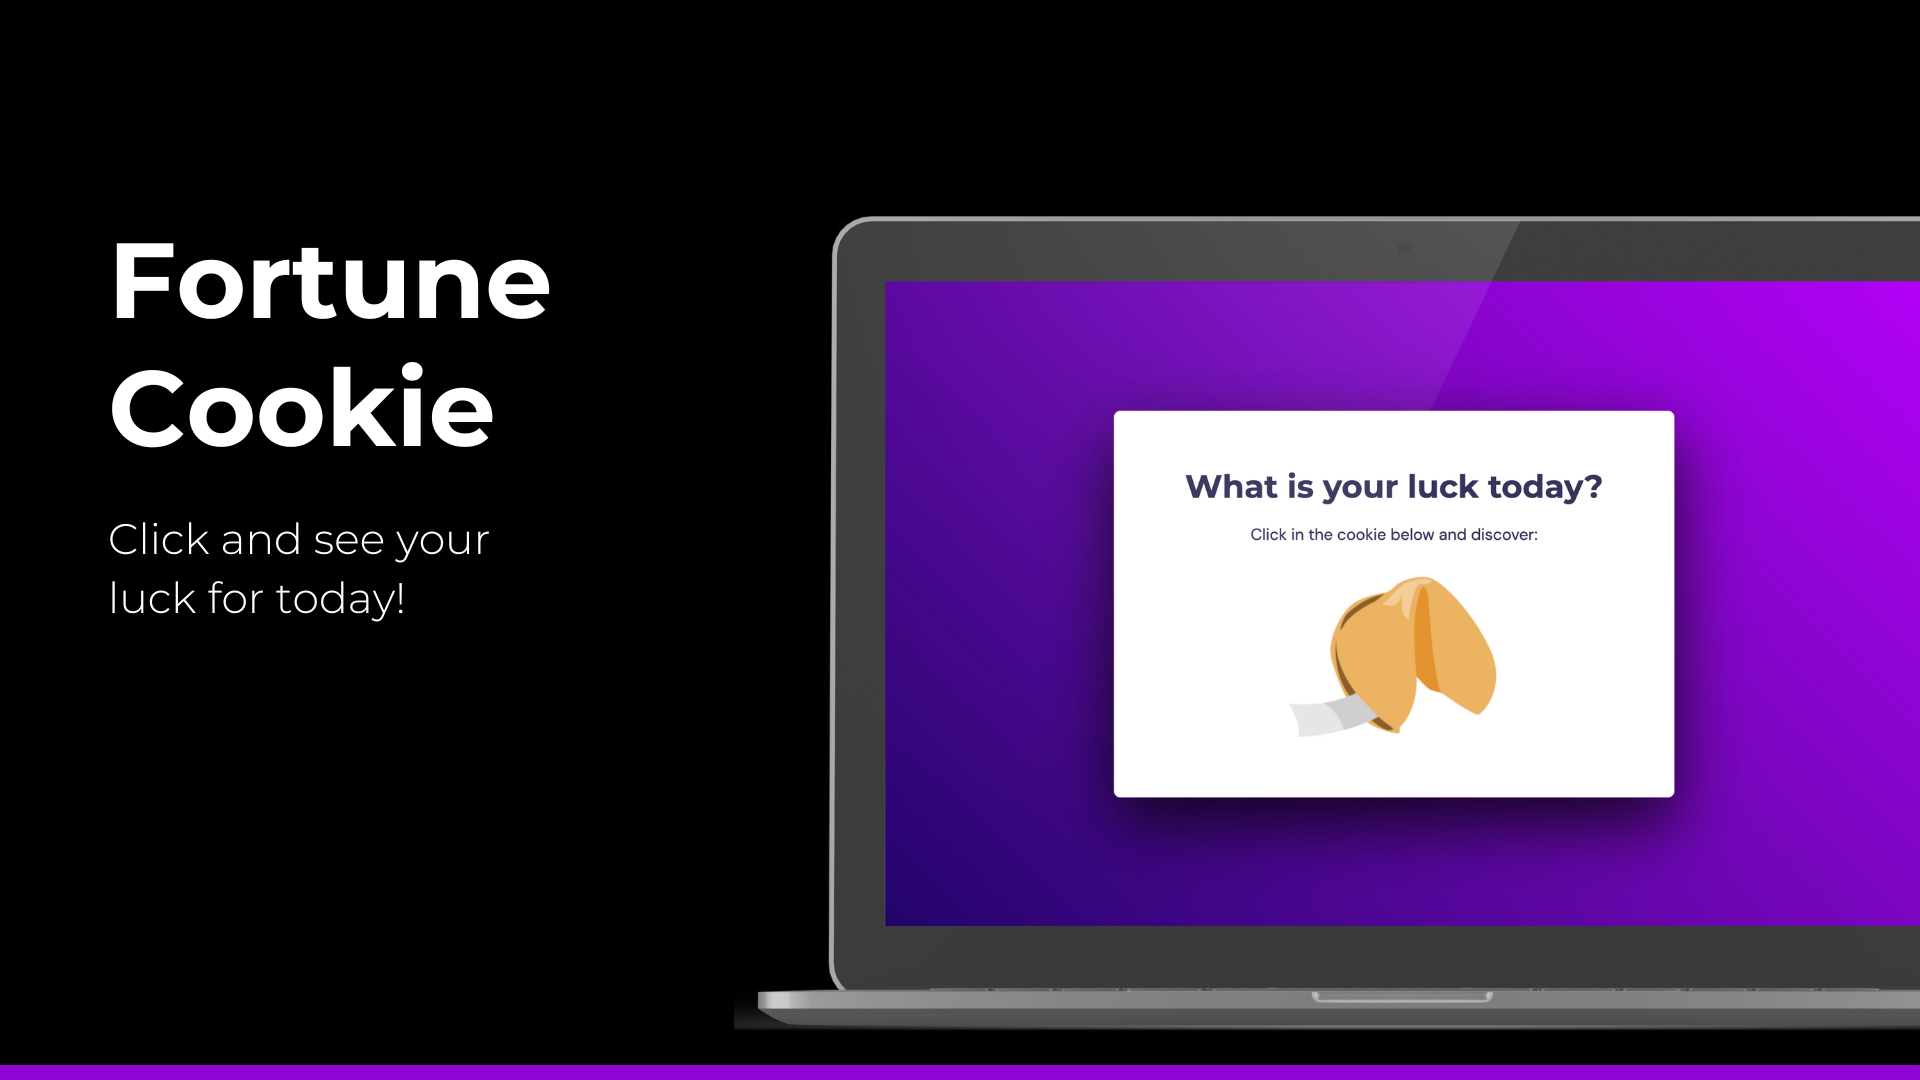 Fortune
Cookie
Click and see your
luck for today!
What is your luck today?
Click in the cookie below and discover: